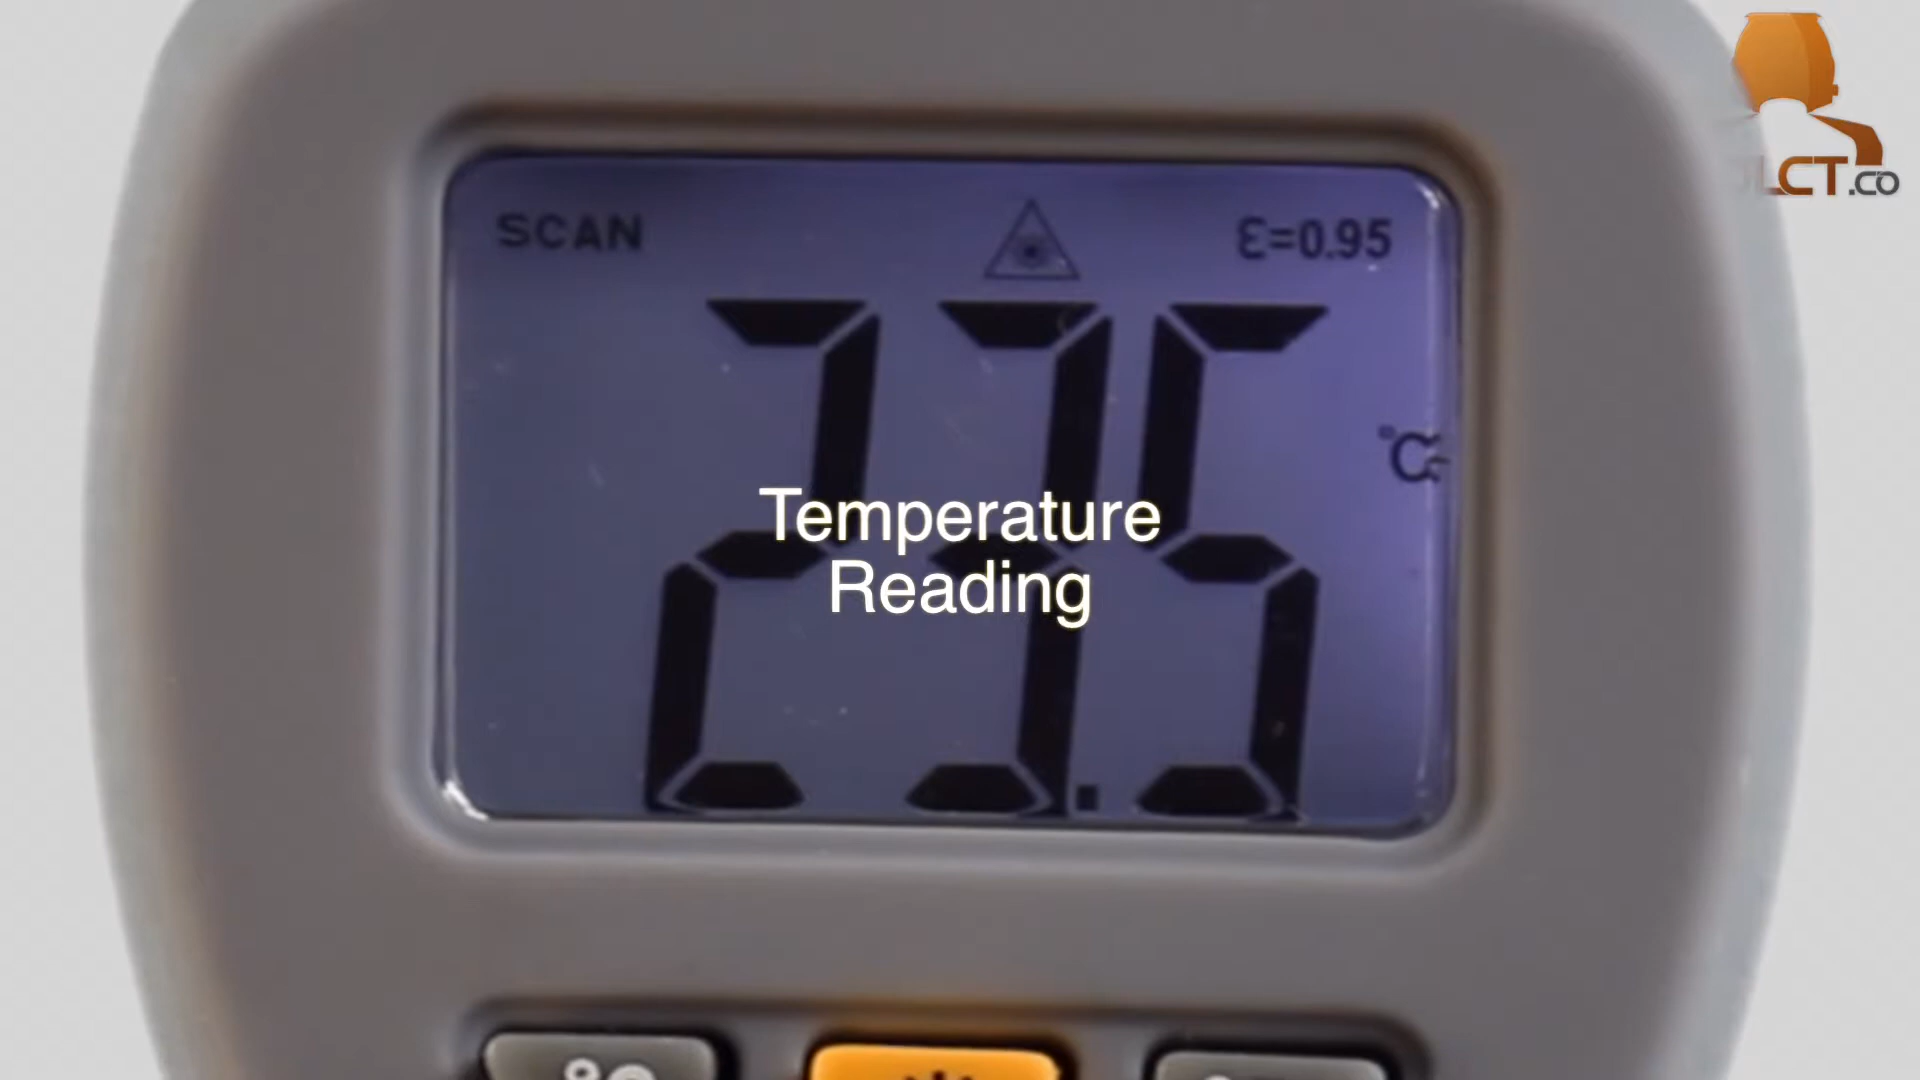 LCT.co
SCAN
ε=0.95
°C
23.5
Temperature
Reading